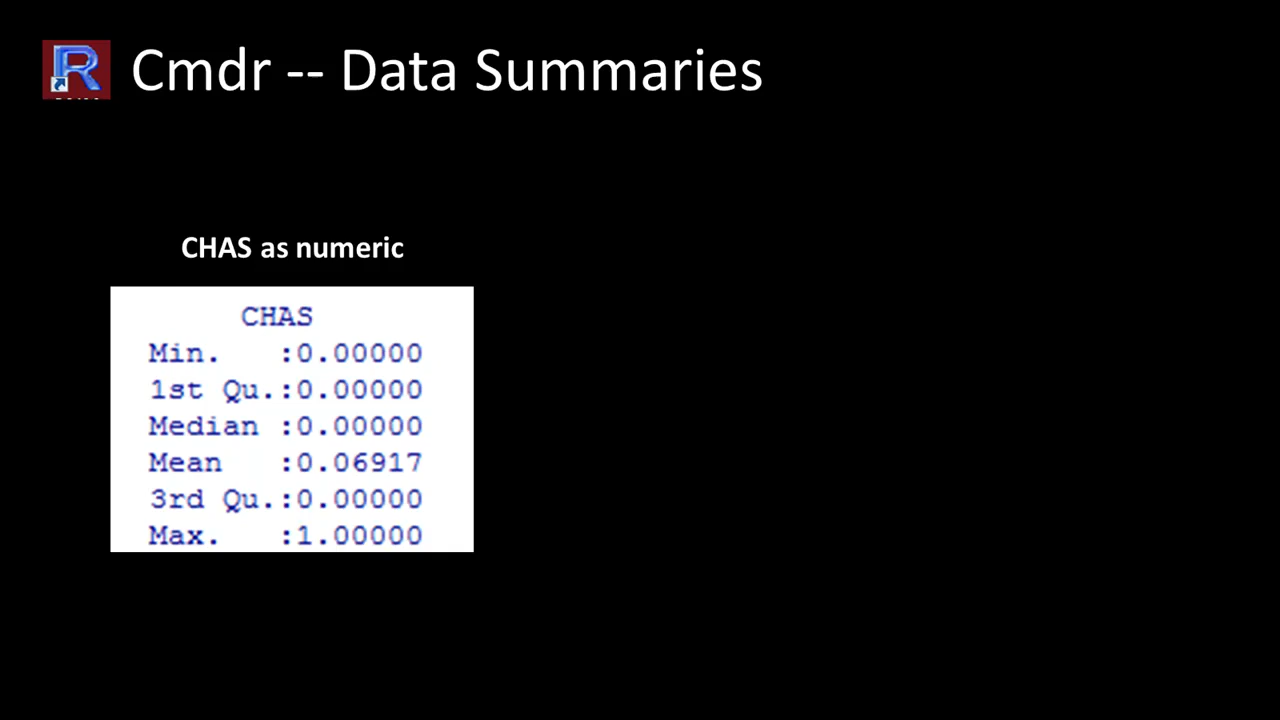 R Cmdr -- Data Summaries
CHAS as numeric
CHAS
Min. :0.00000
1st Qu.:0.00000
Median :0.00000
Mean :0.06917
3rd Qu.:0.00000
Max. :1.00000